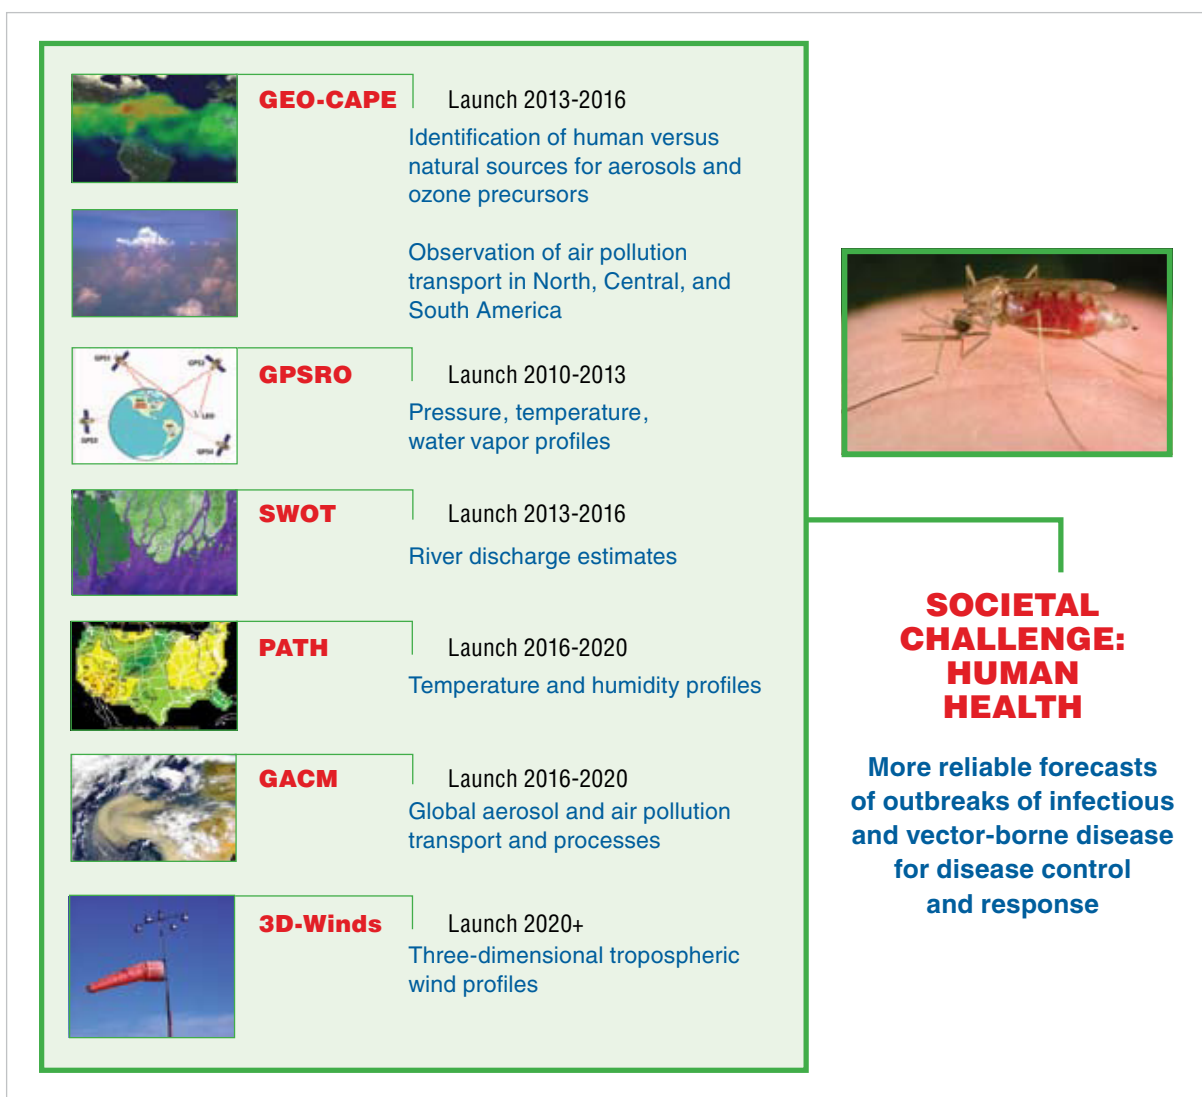 GEO-CAPE Launch 2013-2016
Identification of human versus
natural sources for aerosols and
ozone precursors
Observation of air pollution
transport in North, Central, and
South America
GPSRO Launch 2010-2013
Pressure, temperature,
water vapor profiles
SWOT Launch 2013-2016
River discharge estimates
PATH Launch 2016-2020
Temperature and humidity profiles
GACM Launch 2016-2020
Global aerosol and air pollution
transport and processes
3D-Winds Launch 2020+
Three-dimensional tropospheric
wind profiles
SOCIETAL
CHALLENGE:
HUMAN
HEALTH
More reliable forecasts
of outbreaks of infectious
and vector-borne disease
for disease control
and response